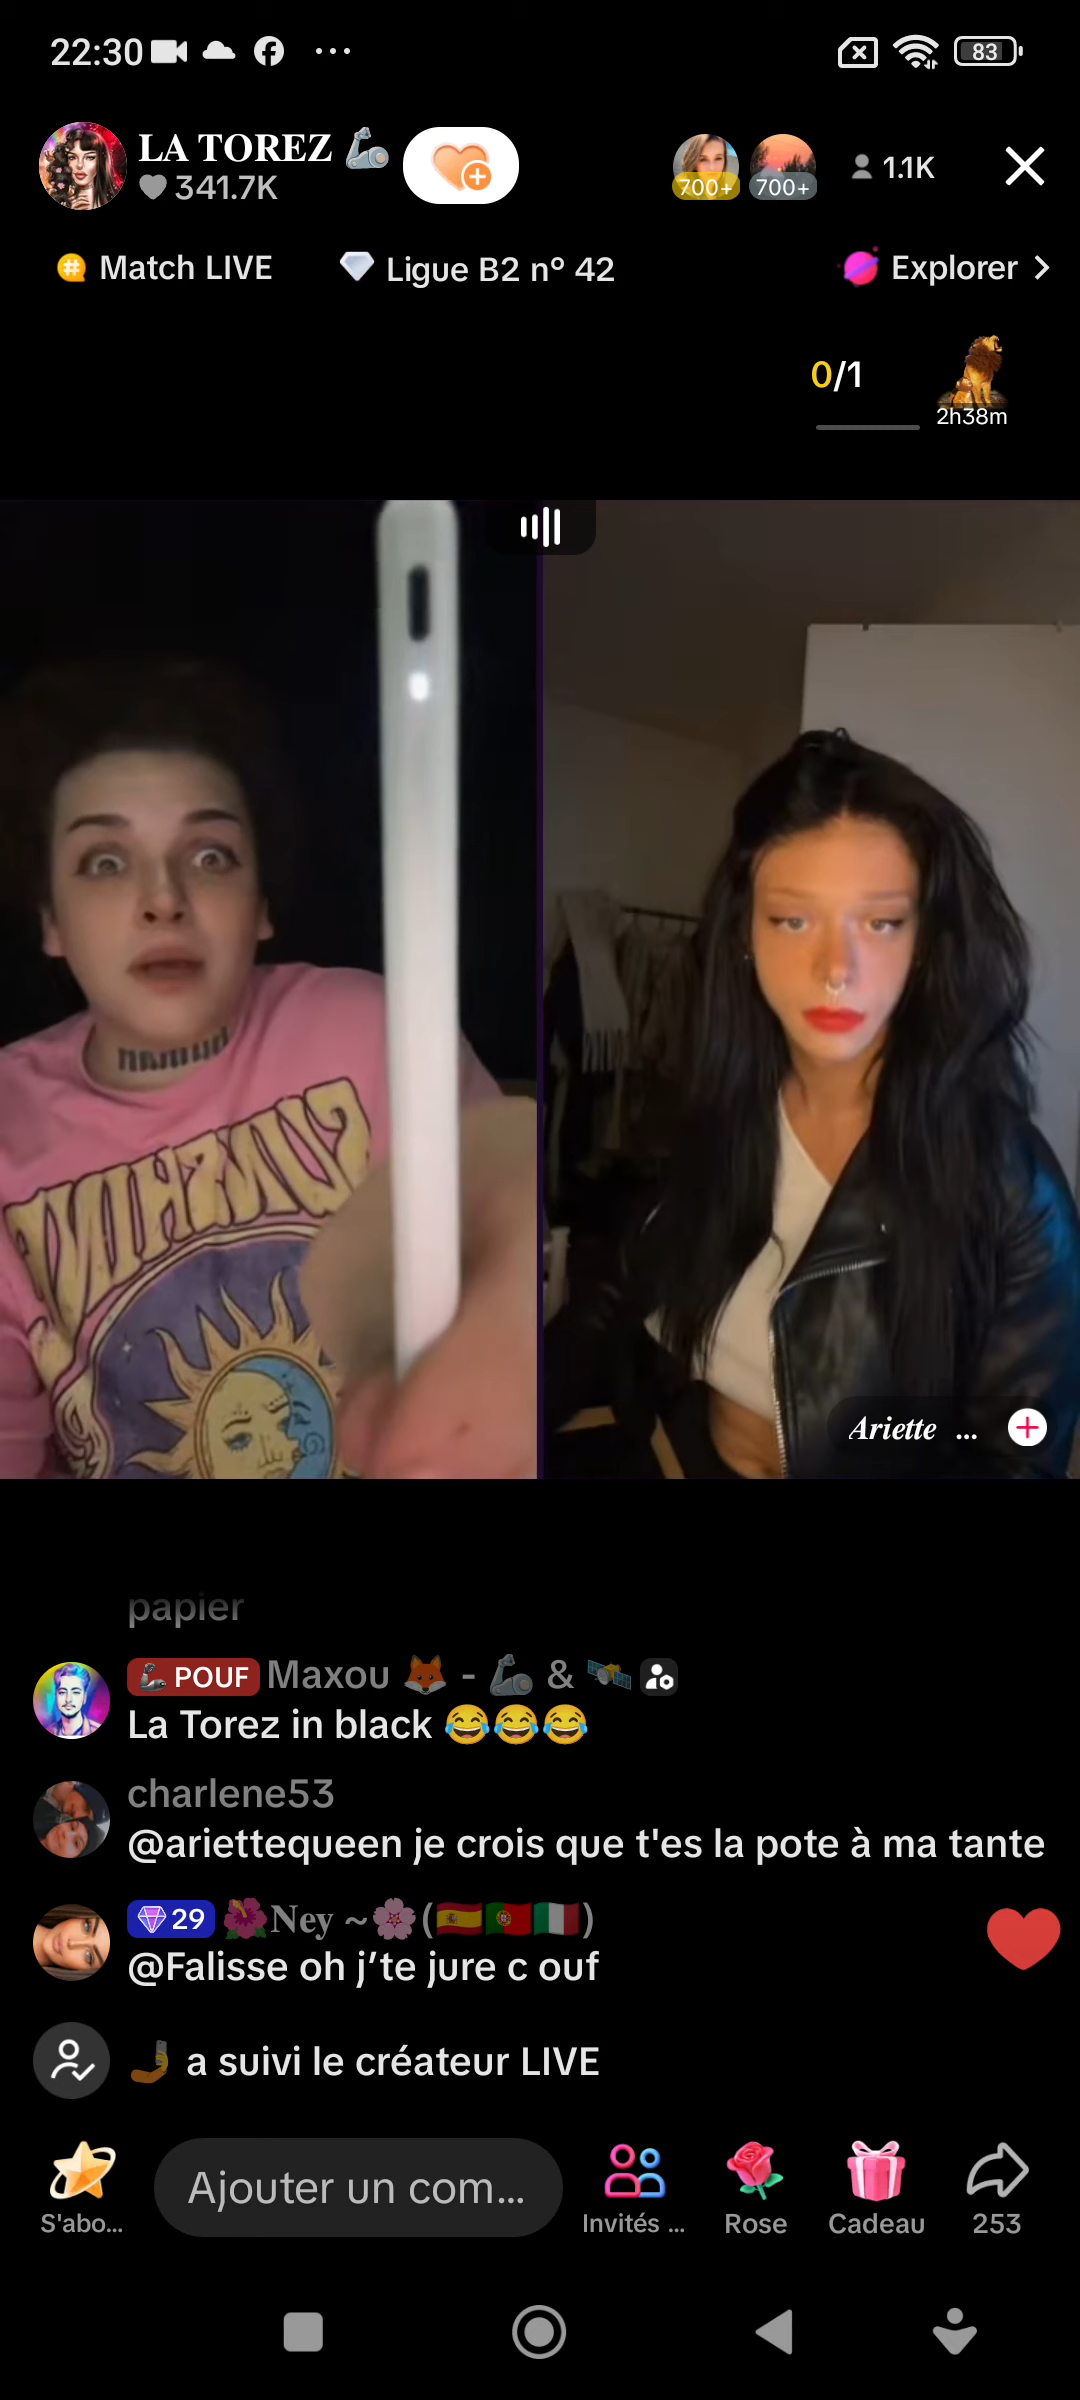 22:30
83
LA TOREZ 🦾
341.7K
700+
700+
1.1K
Match LIVE
Ligue B2 nº 42
Explorer
0/1
2h38m
SUNSHINE
Ariette ...
papier
🦾 POUF Maxou 🦊 - 🦾 & 🛰️
La Torez in black 😂😂😂
charlene53
@ariettequeen je crois que t'es la pote à ma tante
29 🌺Ney ~🌸(🇪🇸🇵🇹🇮🇹)
@Falisse oh j’te jure c ouf
🤳 a suivi le créateur LIVE
Ajouter un com...
S'abo...
Invités ...
Rose
Cadeau
253